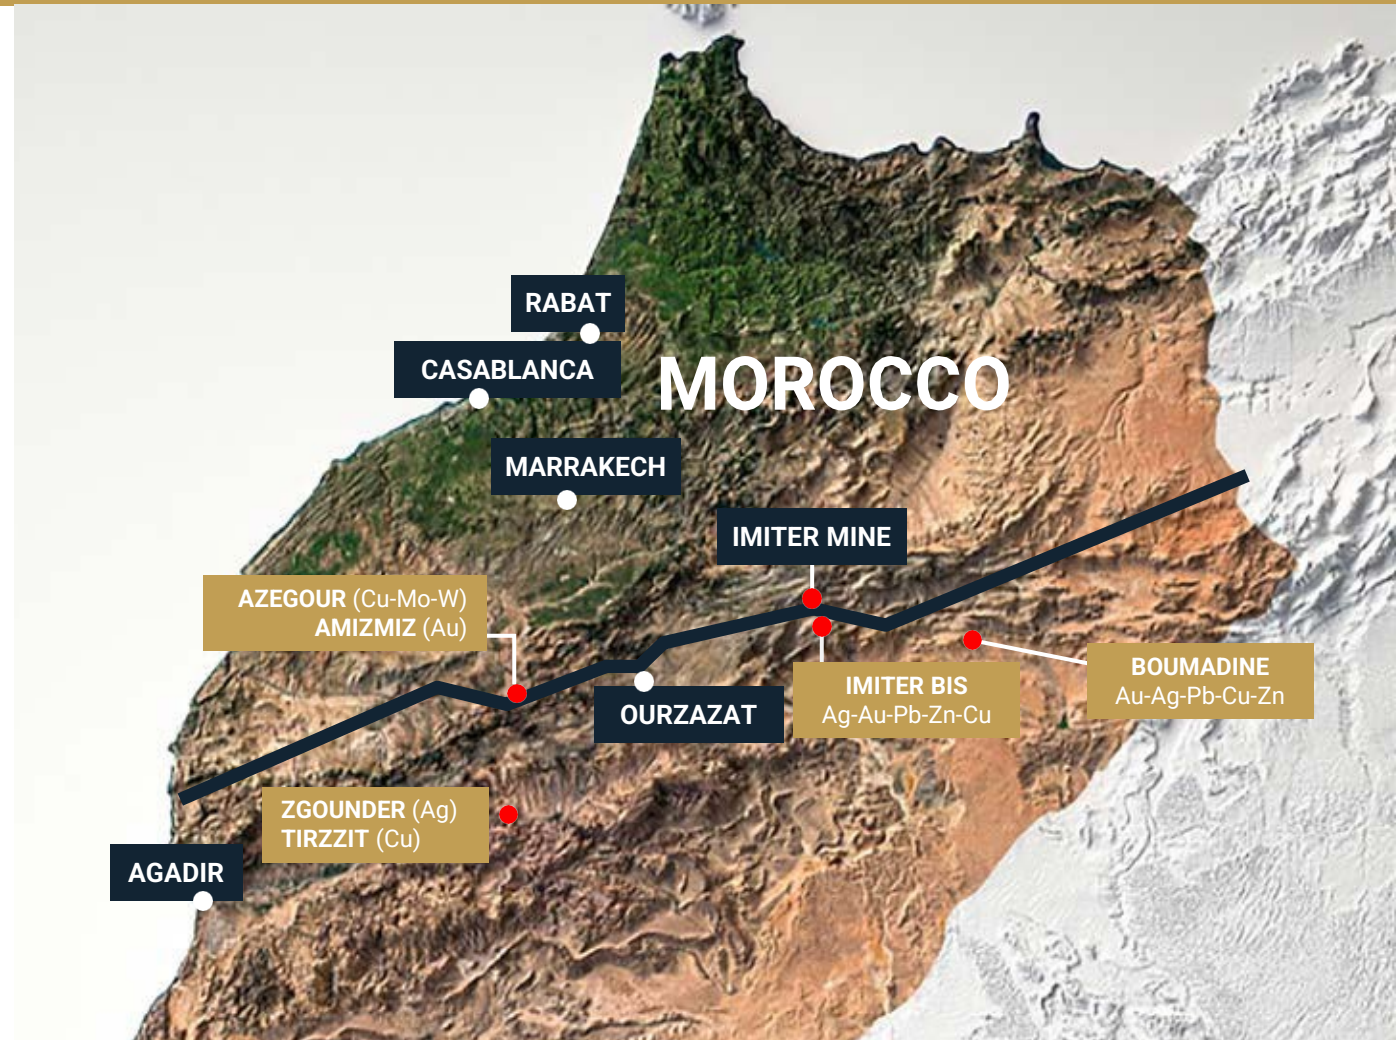 RABAT
CASABLANCA
MOROCCO
MARRAKECH
IMITER MINE
AZEGOUR (Cu-Mo-W)
AMIZMIZ (Au)
BOUMADINE
Au-Ag-Pb-Cu-Zn
IMITER BIS
Ag-Au-Pb-Zn-Cu
OURZAZAT
ZGOUNDER (Ag)
TIRZZIT (Cu)
AGADIR